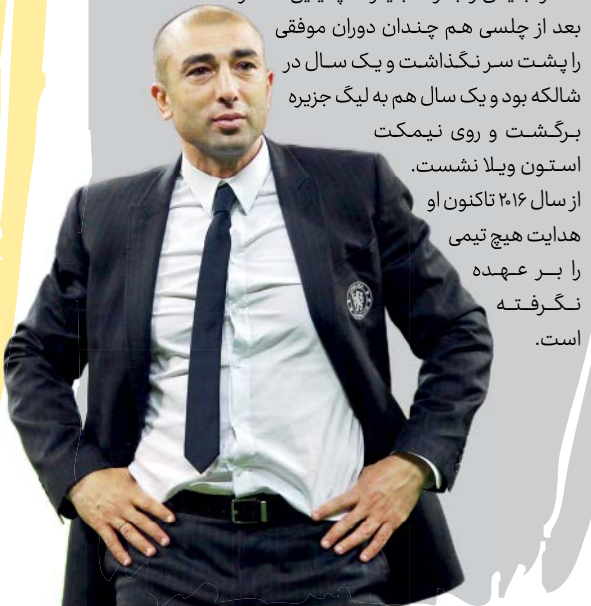 بعد از چلسی هم چندان دوران موفقی
را پشت سر نگذاشت و یک سال در
شالکه بود و یک سال هم به لیگ جزیره
برگشت و روی نیمکت
استون ویلا نشست.
از سال ۲۰۱۶ تاکنون او
هدایت هیچ تیمی
را بر عهده
نگرفته
است.